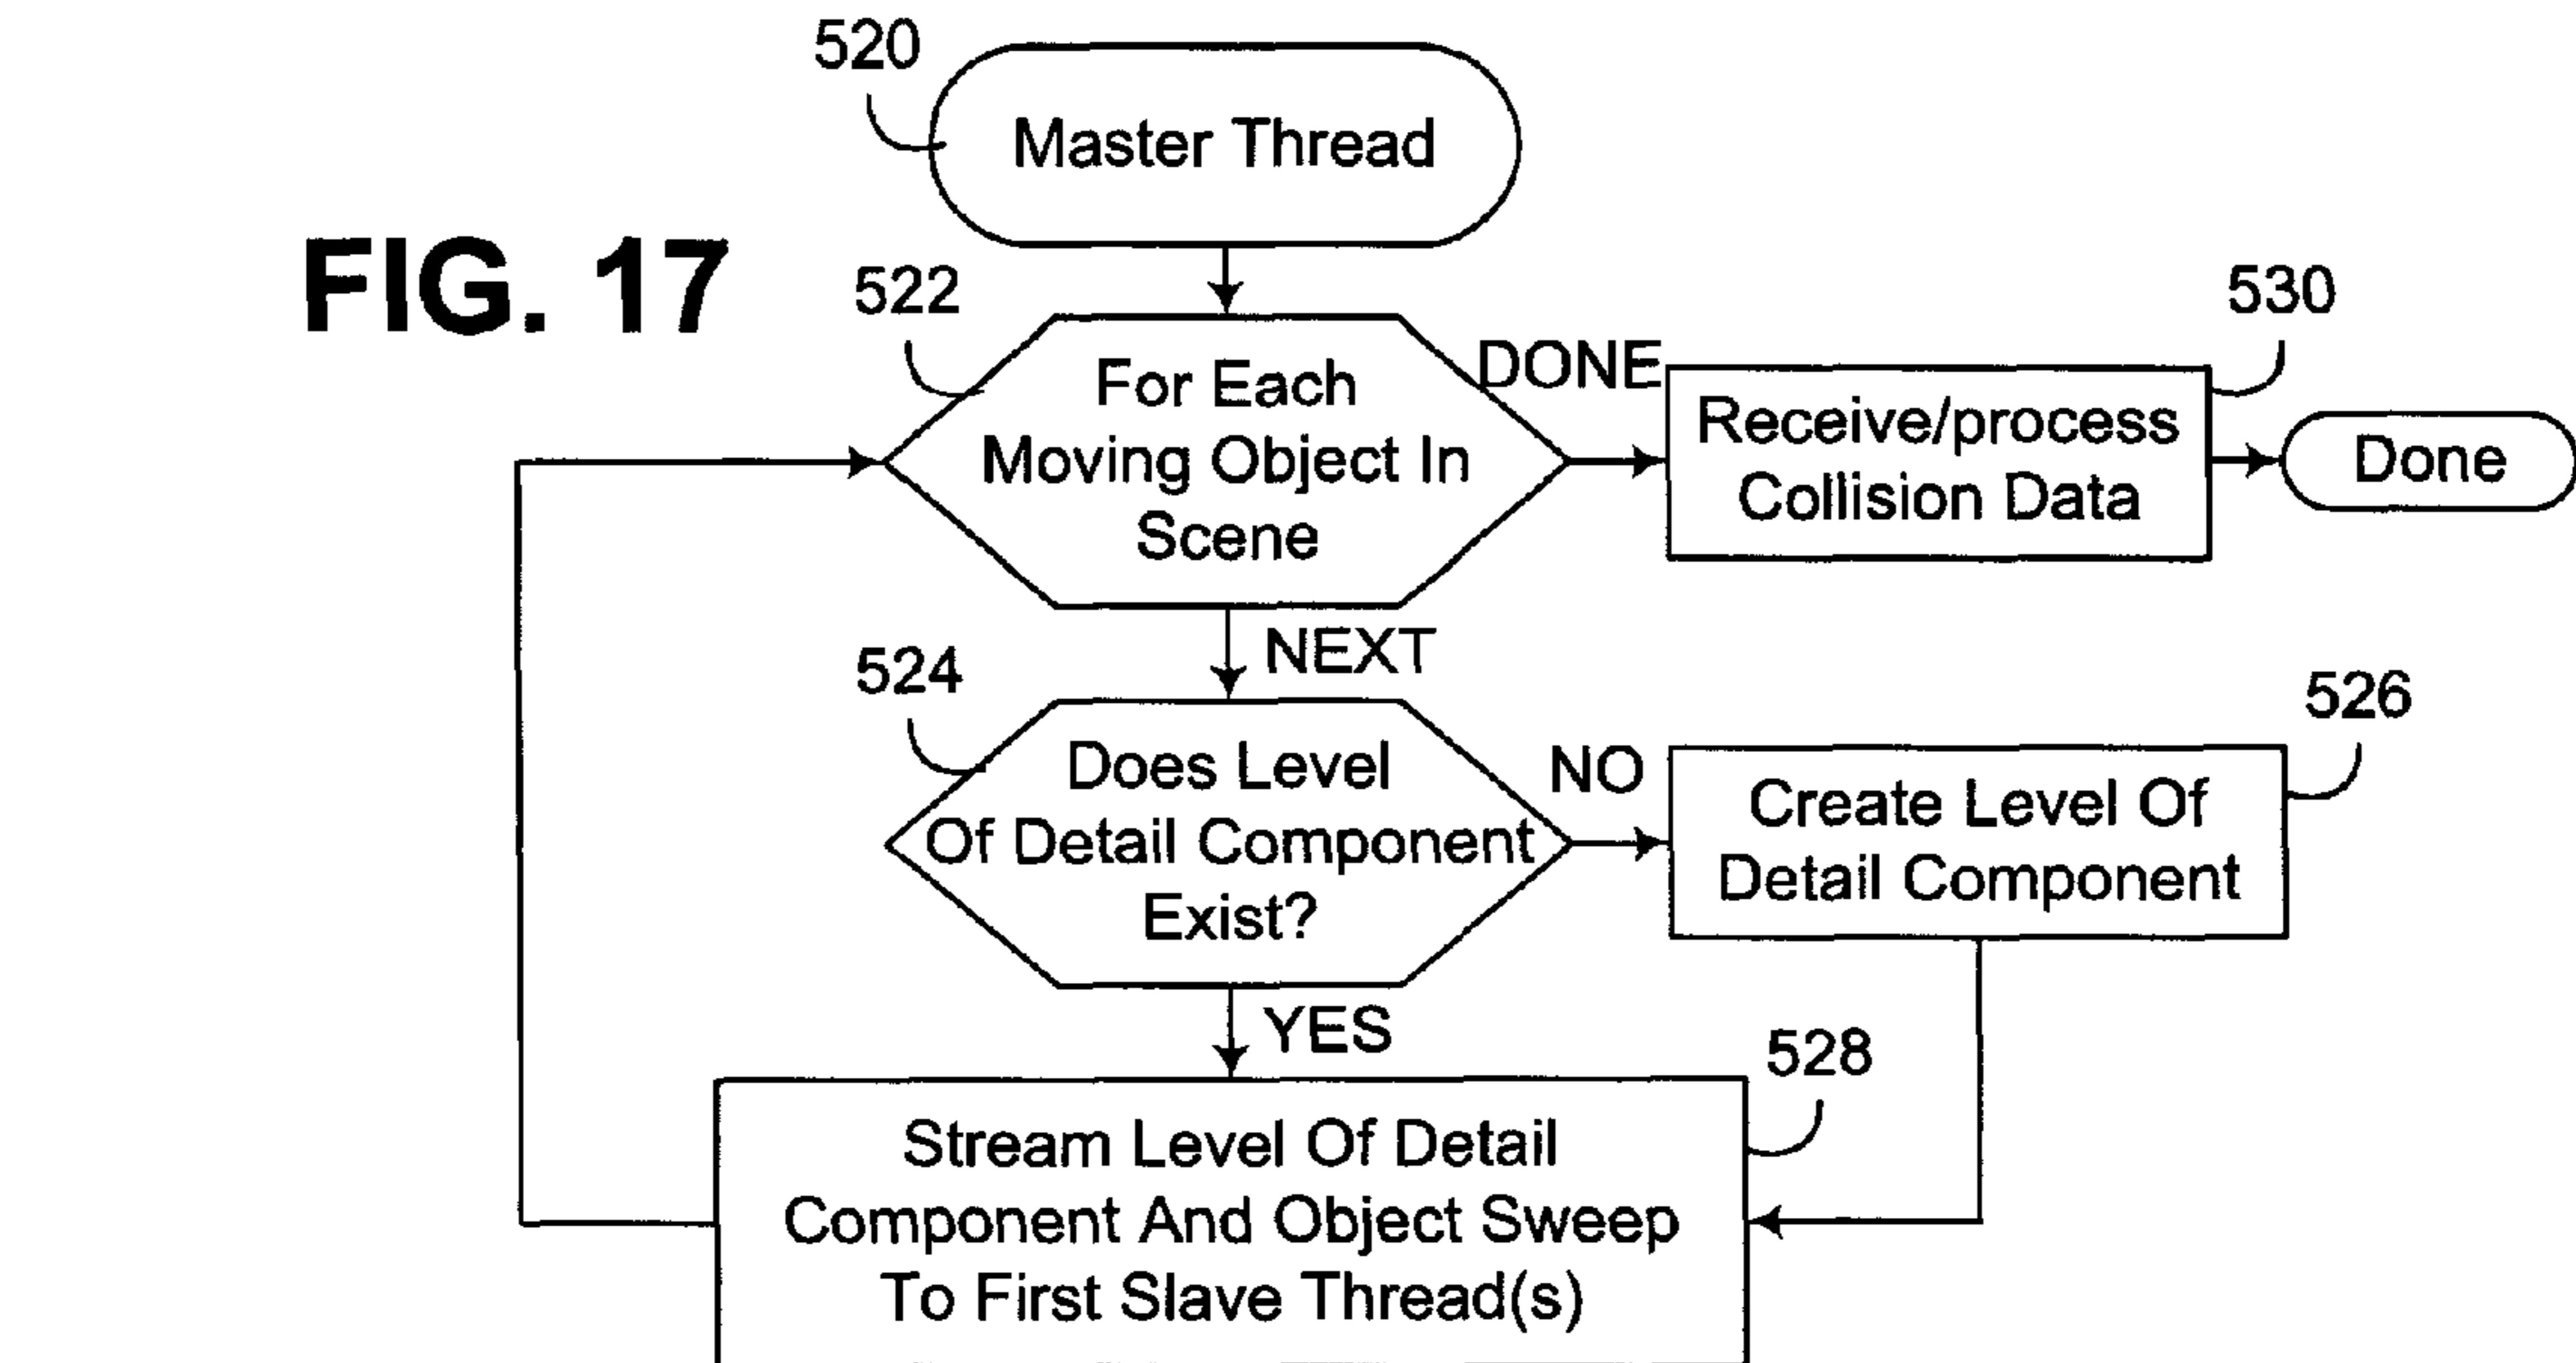 520
Master Thread
FIG. 17
522
For Each
Moving Object In
Scene
DONE
530
Receive/process
Collision Data
Done
NEXT
524
Does Level
Of Detail Component
Exist?
NO
526
Create Level Of
Detail Component
YES
528
Stream Level Of Detail
Component And Object Sweep
To First Slave Thread(s)